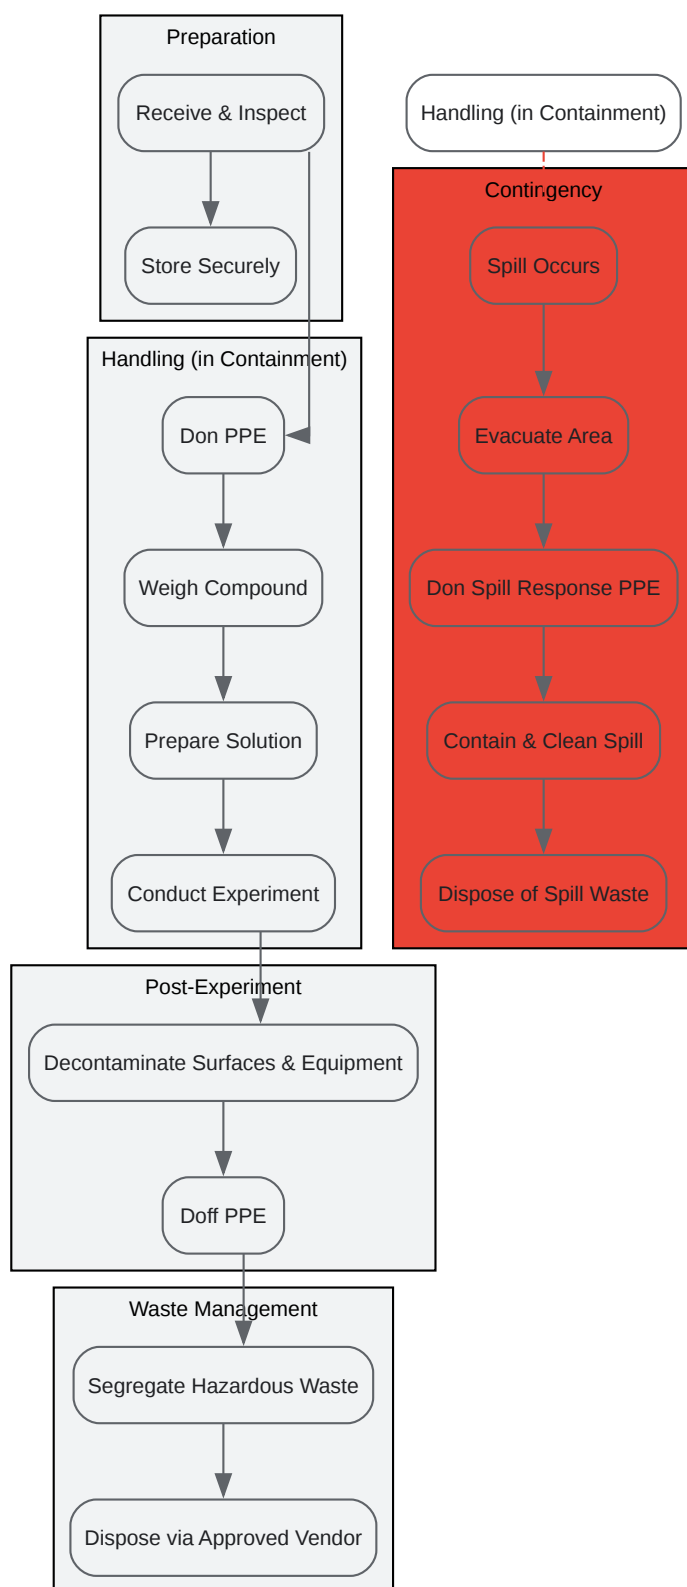 Preparation
Receive & Inspect
Store Securely
Handling (in Containment)
Don PPE
Weigh Compound
Prepare Solution
Conduct Experiment
Post-Experiment
Decontaminate Surfaces & Equipment
Doff PPE
Waste Management
Segregate Hazardous Waste
Dispose via Approved Vendor
Handling (in Containment)
Contingency
Spill Occurs
Evacuate Area
Don Spill Response PPE
Contain & Clean Spill
Dispose of Spill Waste